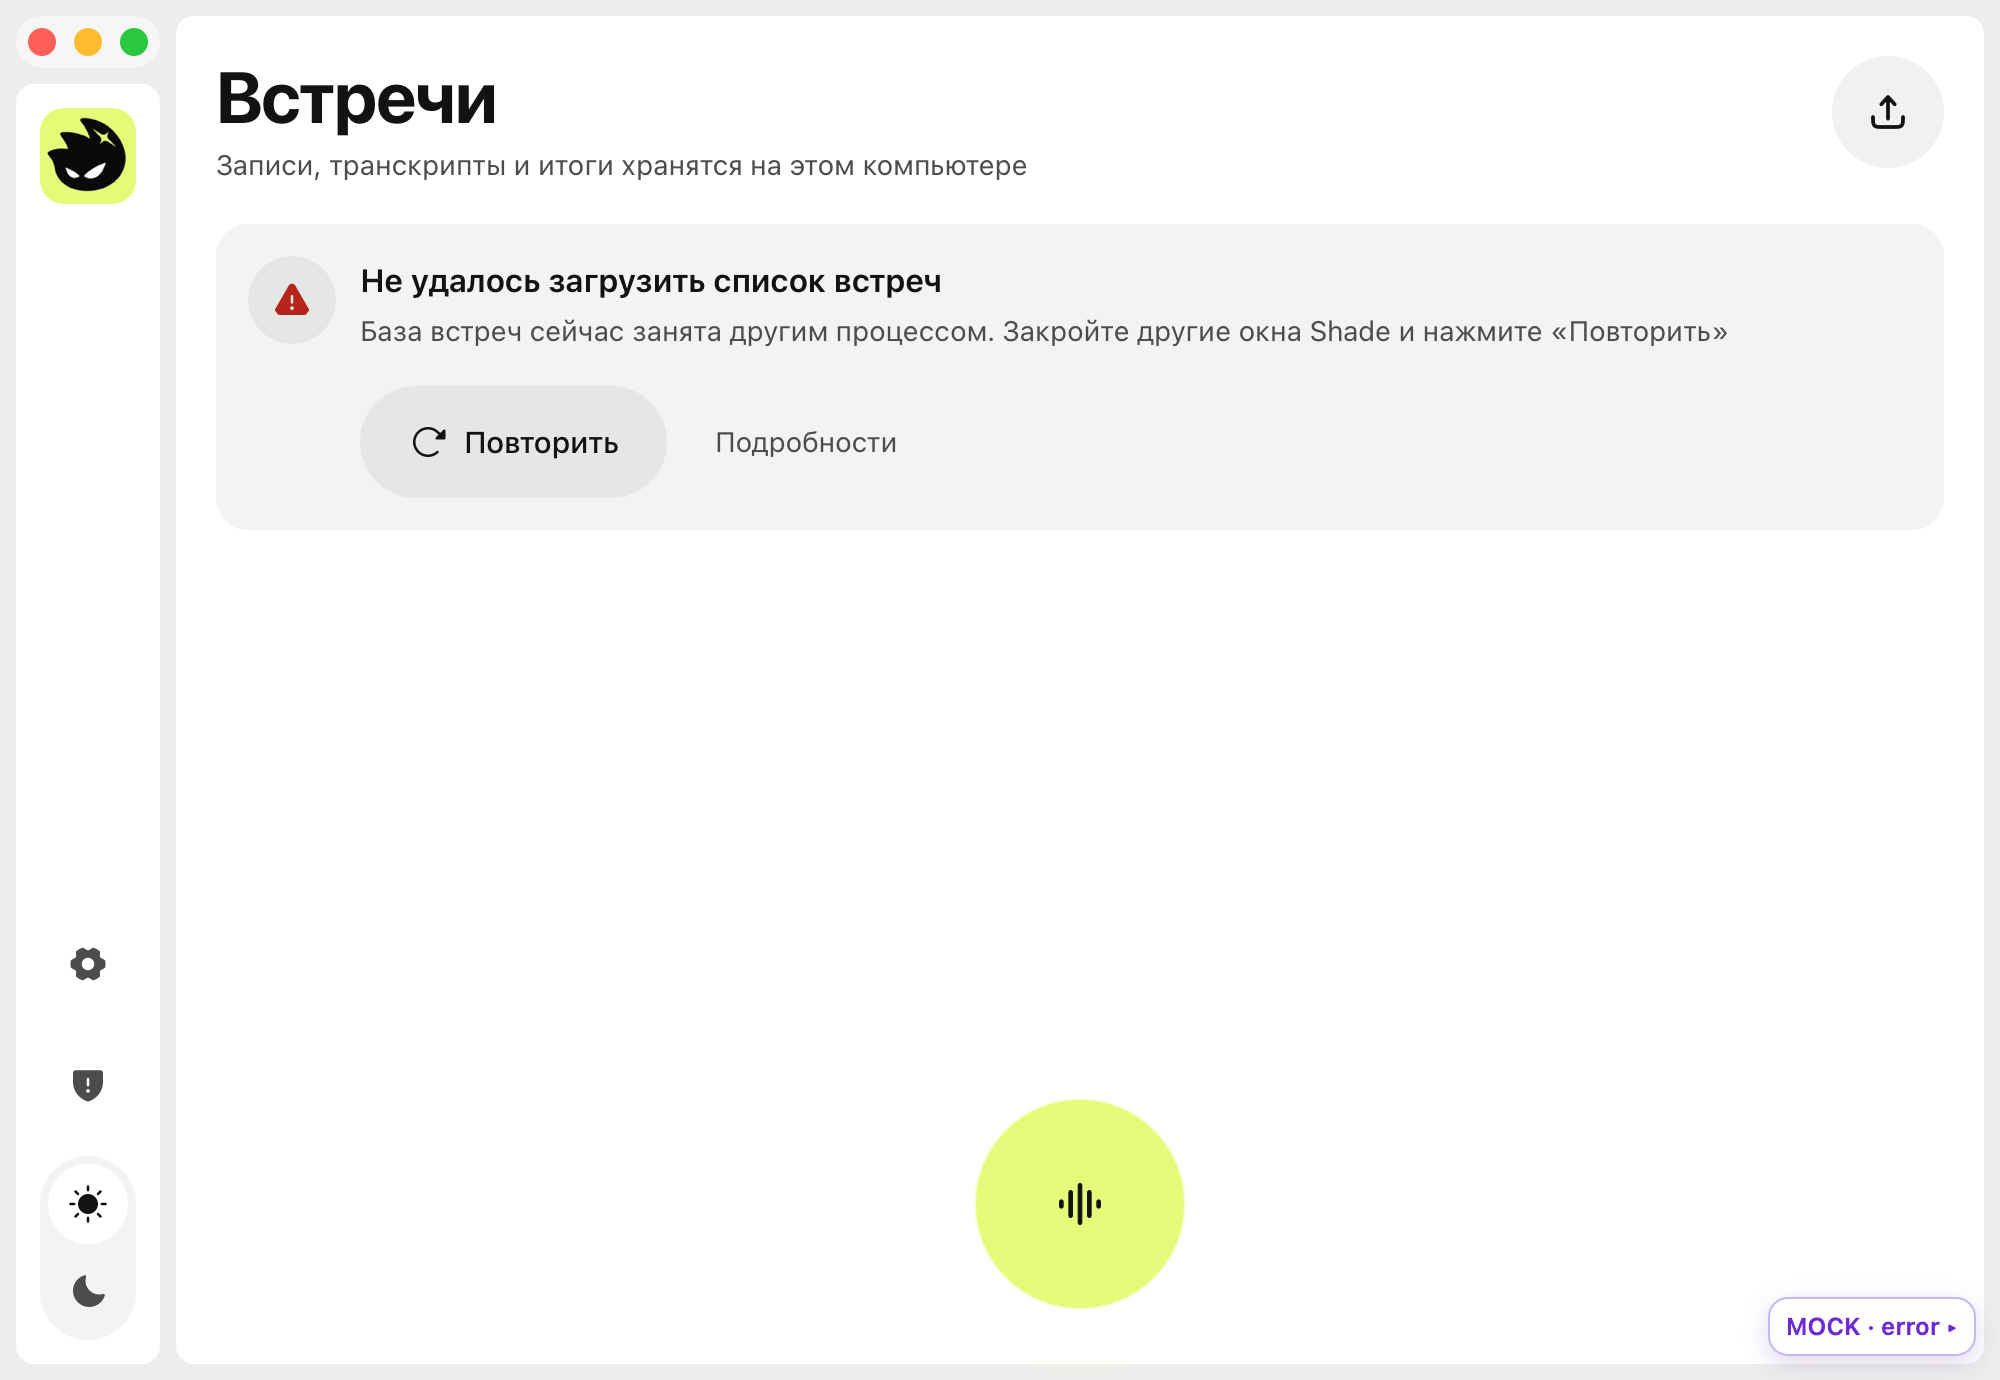 Встречи
Записи, транскрипты и итоги хранятся на этом компьютере
Не удалось загрузить список встреч
База встреч сейчас занята другим процессом. Закройте другие окна Shade и нажмите «Повторить»
Повторить
Подробности
MOCK · error ▸